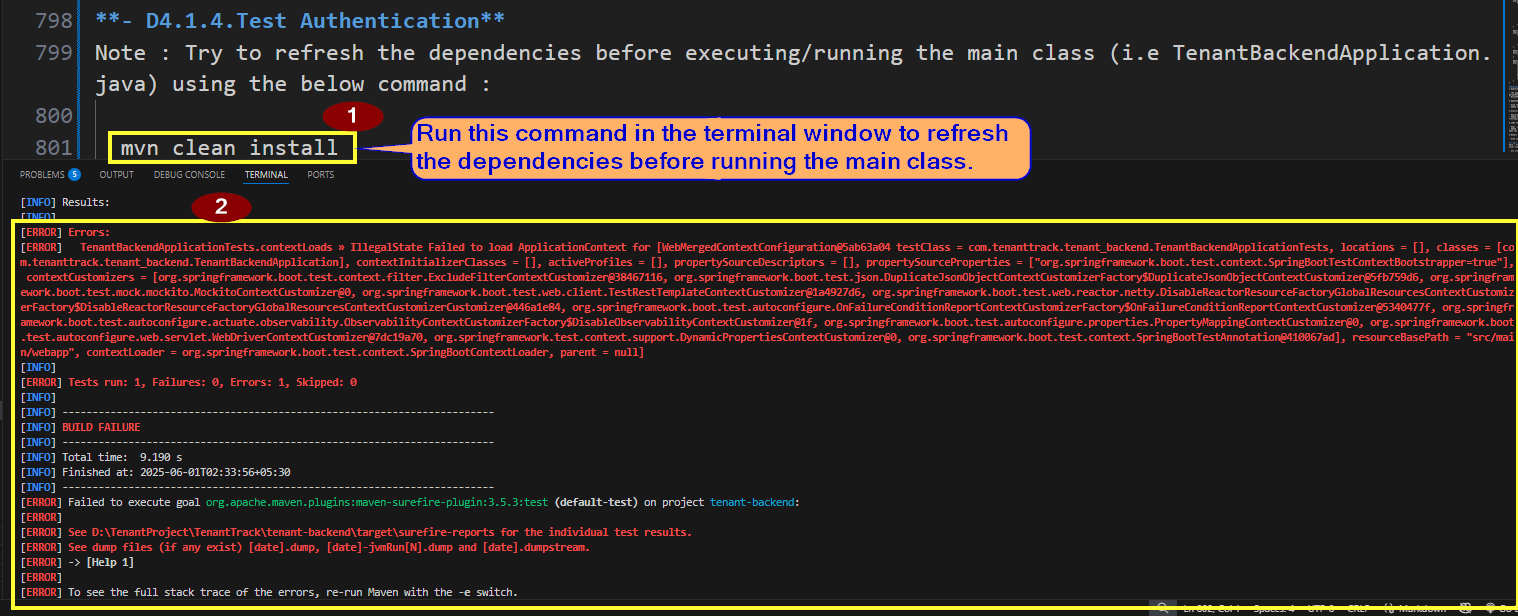 798 **- D4.1.4.Test Authentication**
799 Note : Try to refresh the dependencies before executing/running the main class (i.e TenantBackendApplication.
java) using the below command :
800
1
801 mvn clean install
Run this command in the terminal window to refresh
the dependencies before running the main class.
PROBLEMS 5 OUTPUT DEBUG CONSOLE TERMINAL PORTS
[INFO] Results:
2
[INFO]
[ERROR] Errors:
[ERROR]   TenantBackendApplicationTests.contextLoads » IllegalState Failed to load ApplicationContext for [WebMergedContextConfiguration@5ab63a04 testClass = com.tenanttrack.tenant_backend.TenantBackendApplicationTests, locations = [], classes = [co
m.tenanttrack.tenant_backend.TenantBackendApplication], contextInitializerClasses = [], activeProfiles = [], propertySourceDescriptors = [], propertySourceProperties = ["org.springframework.boot.test.context.SpringBootTestContextBootstrapper=true"],
contextCustomizers = [org.springframework.boot.test.context.filter.ExcludeFilterContextCustomizer@38467116, org.springframework.boot.test.json.DuplicateJsonObjectContextCustomizerFactory$DuplicateJsonObjectContextCustomizer@5fb759d6, org.springfram
ework.boot.test.mock.mockito.MockitoContextCustomizer@0, org.springframework.boot.test.web.client.TestRestTemplateContextCustomizer@1a4927d6, org.springframework.boot.test.web.reactor.netty.DisableReactorResourceFactoryGlobalResourcesContextCustomiz
erFactory$DisableReactorResourceFactoryGlobalResourcesContextCustomizer@446a1e84, org.springframework.boot.test.autoconfigure.OnFailureConditionReportContextCustomizerFactory$OnFailureConditionReportContextCustomizer@5340477f, org.springfr
amework.boot.test.autoconfigure.actuate.observability.ObservabilityContextCustomizerFactory$DisableObservabilityContextCustomizer@1f, org.springframework.boot.test.autoconfigure.properties.PropertyMappingContextCustomizer@0, org.springframework.boot
.test.autoconfigure.web.servlet.WebDriverContextCustomizer@7dc19a70, org.springframework.test.context.support.DynamicPropertiesContextCustomizer@0, org.springframework.boot.test.context.SpringBootTestAnnotation@410067ad], resourceBasePath = "src/mai
n/webapp", contextLoader = org.springframework.boot.test.context.SpringBootContextLoader, parent = null]
[INFO]
[ERROR] Tests run: 1, Failures: 0, Errors: 1, Skipped: 0
[INFO]
[INFO] ------------------------------------------------------------------------
[INFO] BUILD FAILURE
[INFO] ------------------------------------------------------------------------
[INFO] Total time:  9.190 s
[INFO] Finished at: 2025-06-01T02:33:56+05:30
[INFO] ------------------------------------------------------------------------
[ERROR] Failed to execute goal org.apache.maven.plugins:maven-surefire-plugin:3.5.3:test (default-test) on project tenant-backend:
[ERROR]
[ERROR] See D:\TenantProject\TenantTrack\tenant-backend\target\surefire-reports for the individual test results.
[ERROR] See dump files (if any exist) [date].dump, [date]-jvmRun[N].dump and [date].dumpstream.
[ERROR] -> [Help 1]
[ERROR]
[ERROR] To see the full stack trace of the errors, re-run Maven with the -e switch.